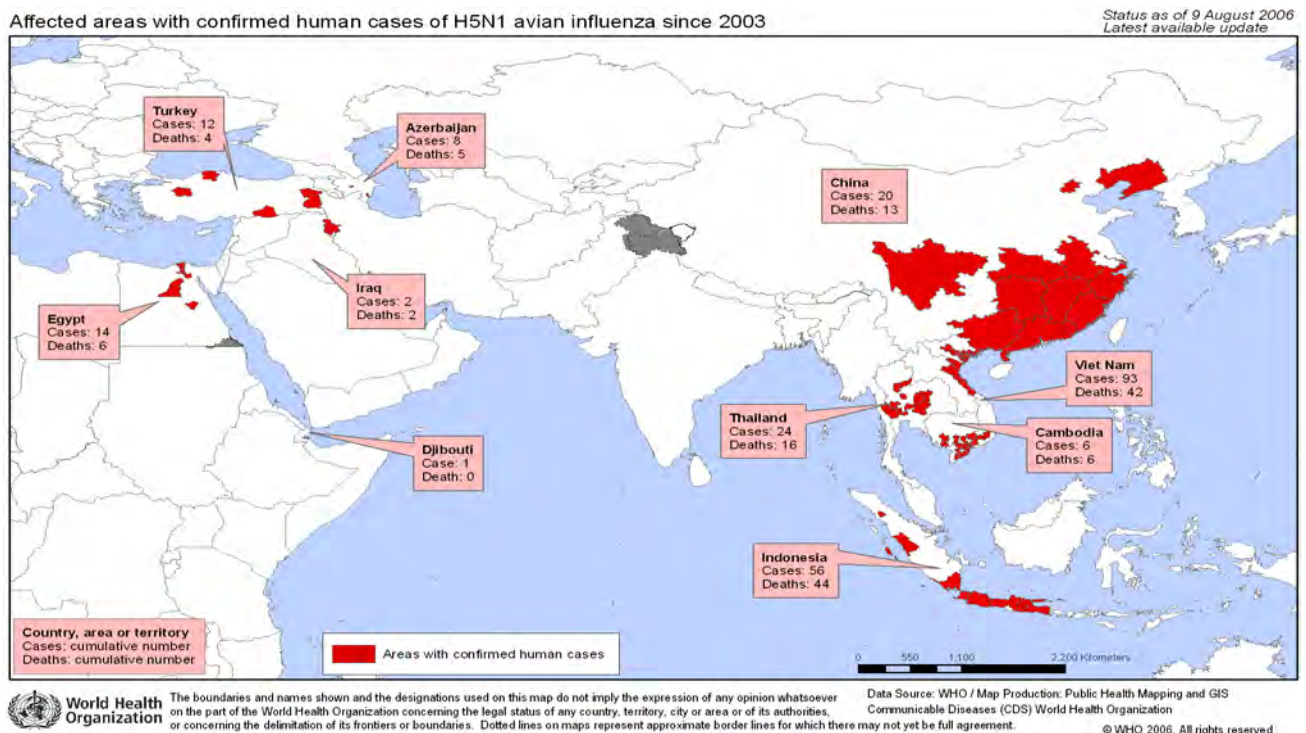 Affected areas with confirmed human cases of H5N1 avian influenza since 2003
Status as of 9 August 2006
Latest available update
Turkey
Cases: 12
Deaths: 4
Azerbaijan
Cases: 8
Deaths: 5
China
Cases: 20
Deaths: 13
Iraq
Cases: 2
Deaths: 2
Egypt
Cases: 14
Deaths: 6
Viet Nam
Cases: 93
Deaths: 42
Thailand
Cases: 24
Deaths: 16
Cambodia
Cases: 6
Deaths: 6
Djibouti
Case: 1
Death: 0
Indonesia
Cases: 56
Deaths: 44
Country, area or territory
Cases: cumulative number
Deaths: cumulative number
Areas with confirmed human cases
0 550 1,100 2,200 Kilometers
World Health
Organization
The boundaries and names shown and the designations used on this map do not imply the expression of any opinion whatsoever
on the part of the World Health Organization concerning the legal status of any country, territory, city or area or of its authorities,
or concerning the delimitation of its frontiers or boundaries. Dotted lines on maps represent approximate border lines for which there may not yet be full agreement.
Data Source: WHO / Map Production: Public Health Mapping and GIS
Communicable Diseases (CDS) World Health Organization
© WHO 2006. All rights reserved